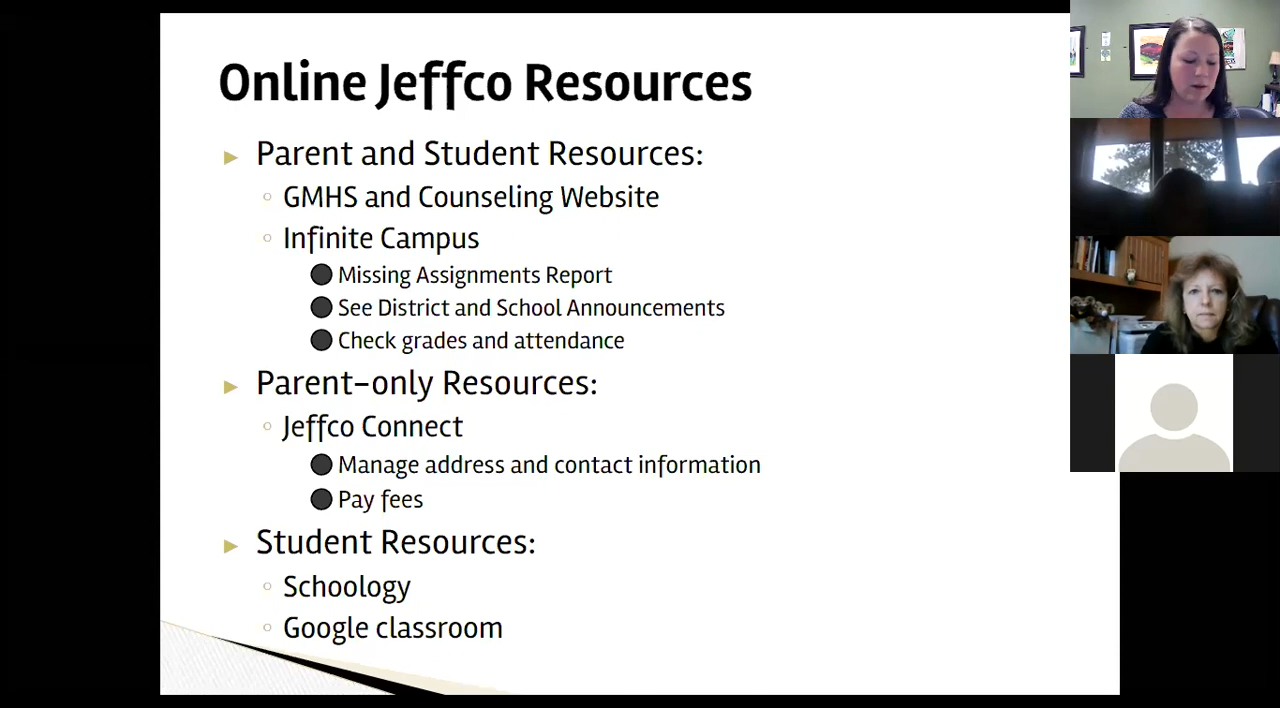 Online Jeffco Resources
Parent and Student Resources:
GMHS and Counseling Website
Infinite Campus
Missing Assignments Report
See District and School Announcements
Check grades and attendance
Parent-only Resources:
Jeffco Connect
Manage address and contact information
Pay fees
Student Resources:
Schoology
Google classroom